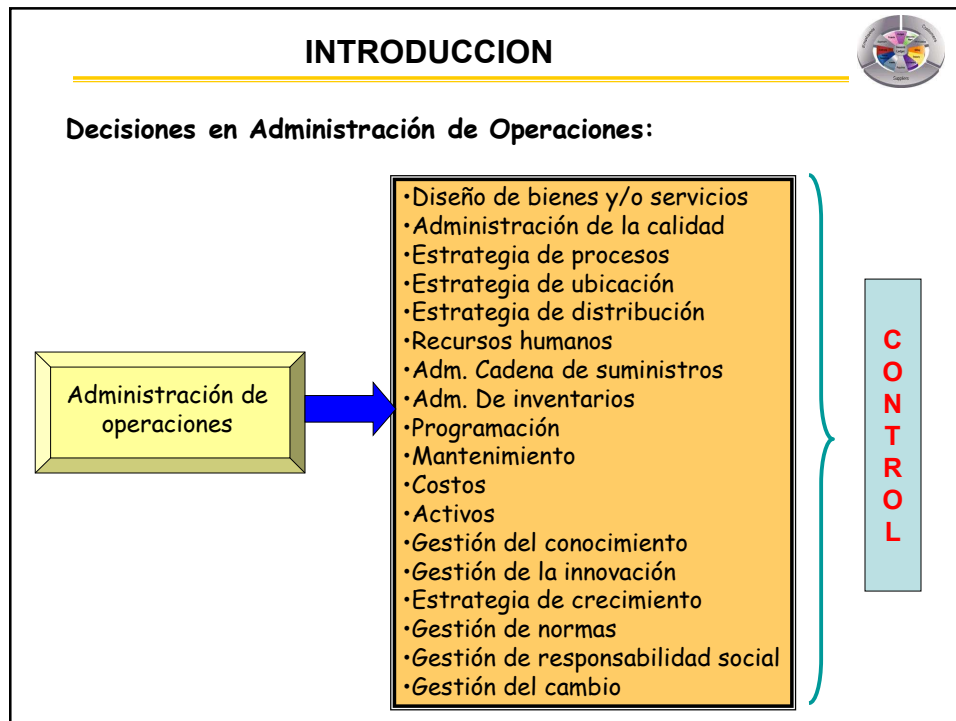 INTRODUCCION
Decisiones en Administración de Operaciones:
Administración de
operaciones
•Diseño de bienes y/o servicios
•Administración de la calidad
•Estrategia de procesos
•Estrategia de ubicación
•Estrategia de distribución
•Recursos humanos
•Adm. Cadena de suministros
•Adm. De inventarios
•Programación
•Mantenimiento
•Costos
•Activos
•Gestión del conocimiento
•Gestión de la innovación
•Estrategia de crecimiento
•Gestión de normas
•Gestión de responsabilidad social
•Gestión del cambio
C
O
N
T
R
O
L
Suppliers